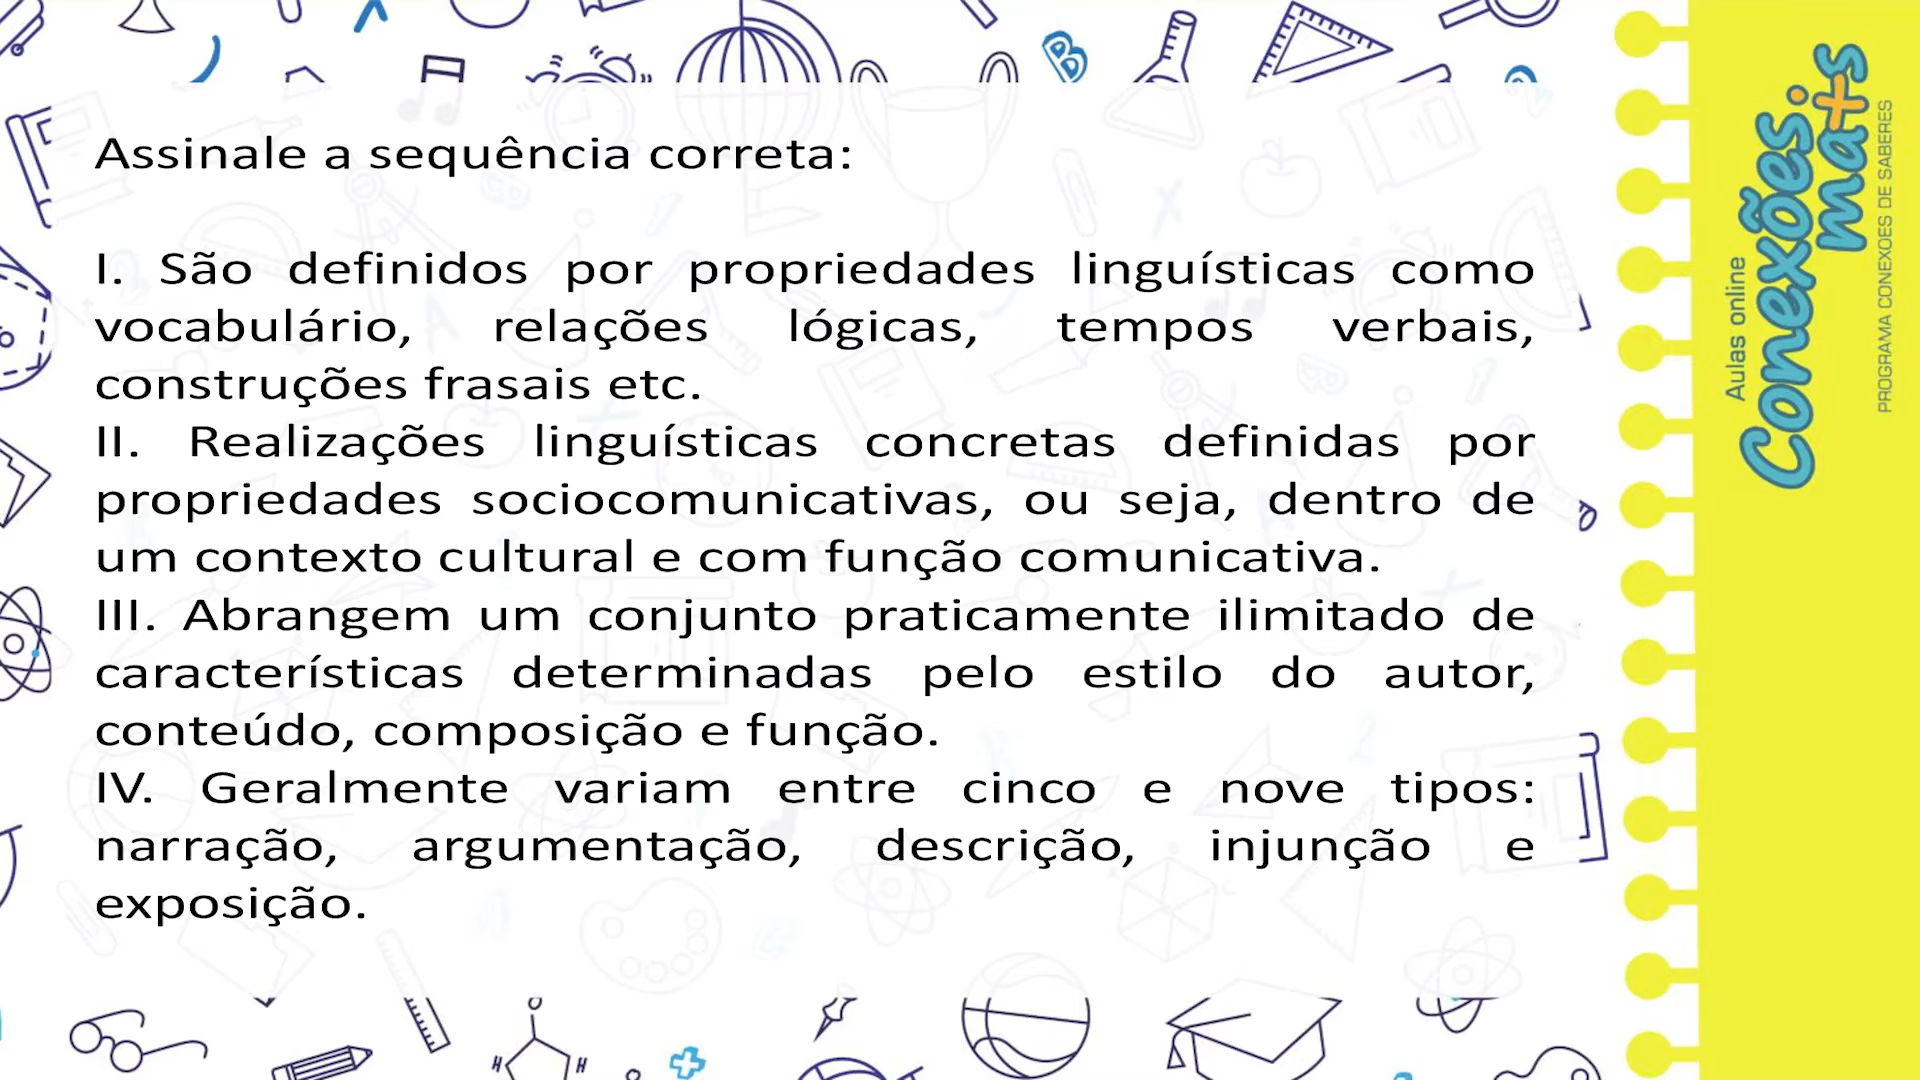 Assinale a sequência correta:
I. São definidos por propriedades linguísticas como
vocabulário, relações lógicas, tempos verbais,
construções frasais etc.
II. Realizações linguísticas concretas definidas por
propriedades sociocomunicativas, ou seja, dentro de
um contexto cultural e com função comunicativa.
III. Abrangem um conjunto praticamente ilimitado de
características determinadas pelo estilo do autor,
conteúdo, composição e função.
IV. Geralmente variam entre cinco e nove tipos:
narração, argumentação, descrição, injunção e
exposição.
Aulas online
Conexões.
ma+s
PROGRAMA CONEXOES DE SABERES
B
O
H
H